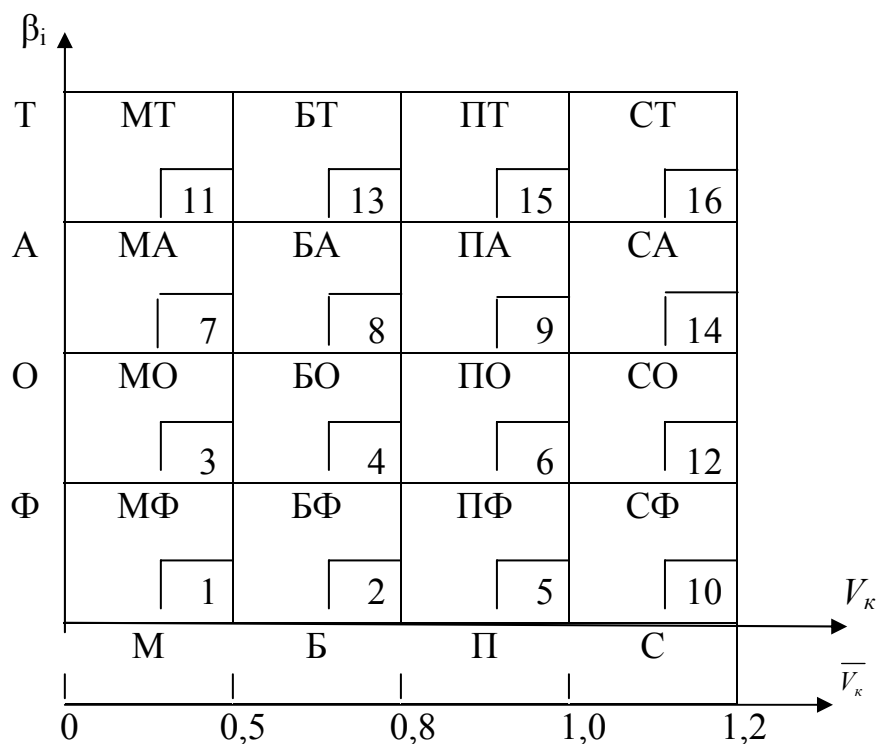 βi
Т МТ БТ ПТ СТ
11 13 15 16
А МА БА ПА СА
7 8 9 14
О МО БО ПО СО
3 4 6 12
Ф МФ БФ ПФ СФ
1 2 5 10
Vк
М Б П С
V̅к
0 0,5 0,8 1,0 1,2